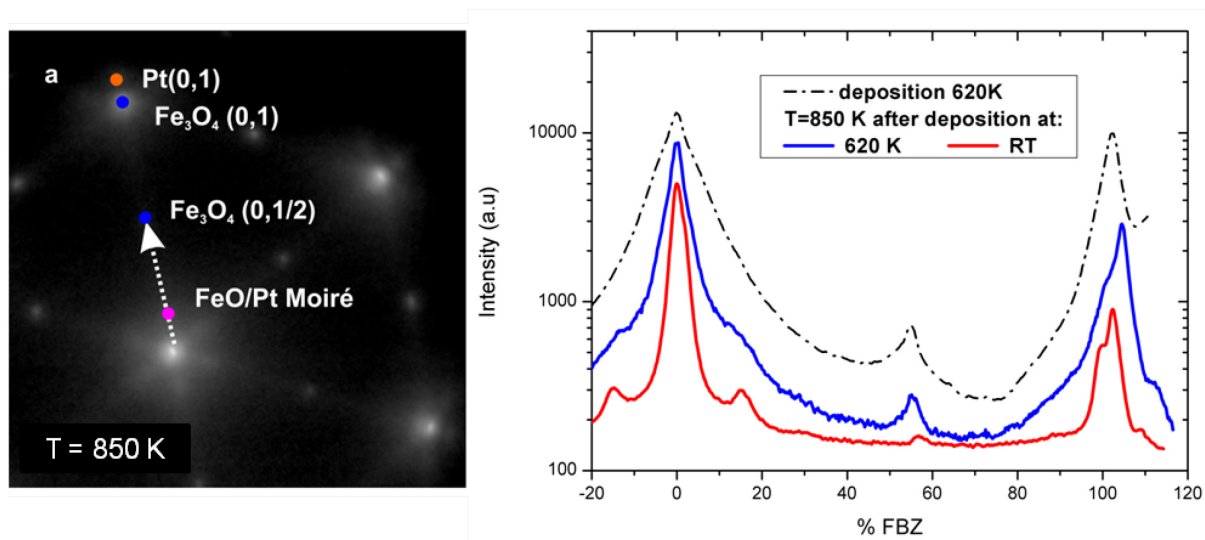 a
Pt(0,1)
Fe₃O₄ (0,1)
Fe₃O₄ (0,1/2)
FeO/Pt Moiré
T = 850 K
Intensity (a.u)
10000
1000
100
deposition 620K
T=850 K after deposition at:
620 K RT
-20 0 20 40 60 80 100 120
% FBZ